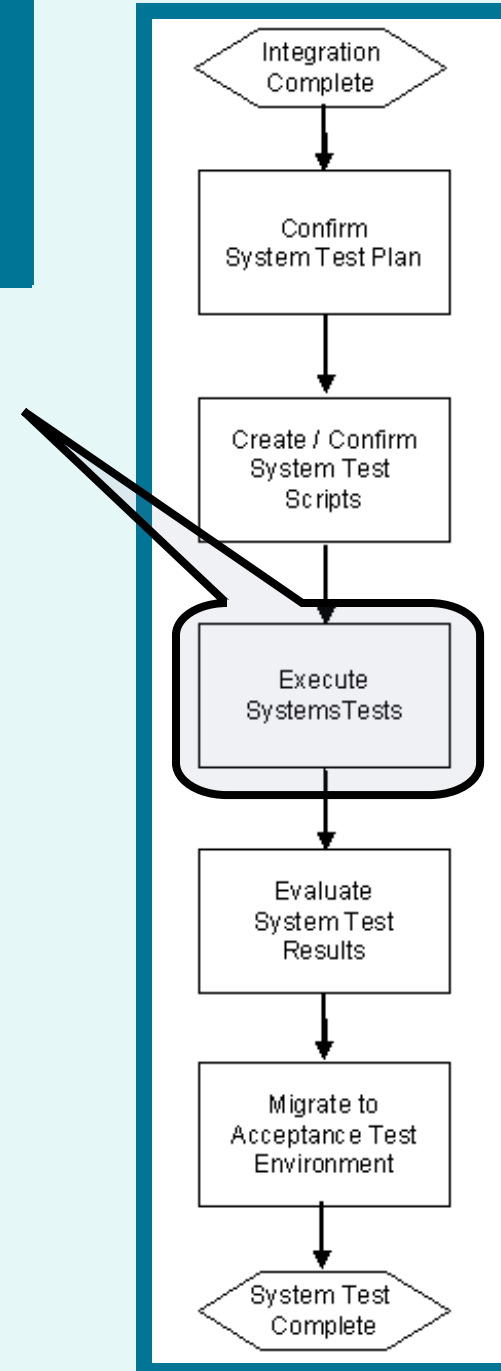 Integration
Complete
Confirm
System Test Plan
Create / Confirm
System Test
Scripts
Execute
SystemsTests
Evaluate
System Test
Results
Migrate to
Acceptance Test
Environment
System Test
Complete